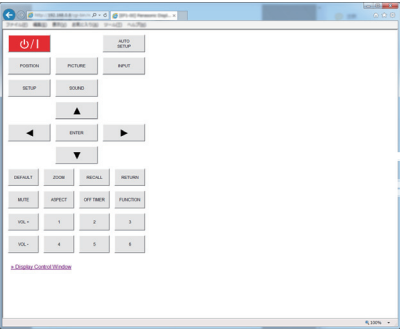 AUTO
SETUP
POSITION PICTURE INPUT
SETUP SOUND
ENTER
DEFAULT ZOOM RECALL RETURN
MUTE ASPECT OFF TIMER FUNCTION
VOL + 1 2 3
VOL - 4 5 6
» Display Control Window
100%